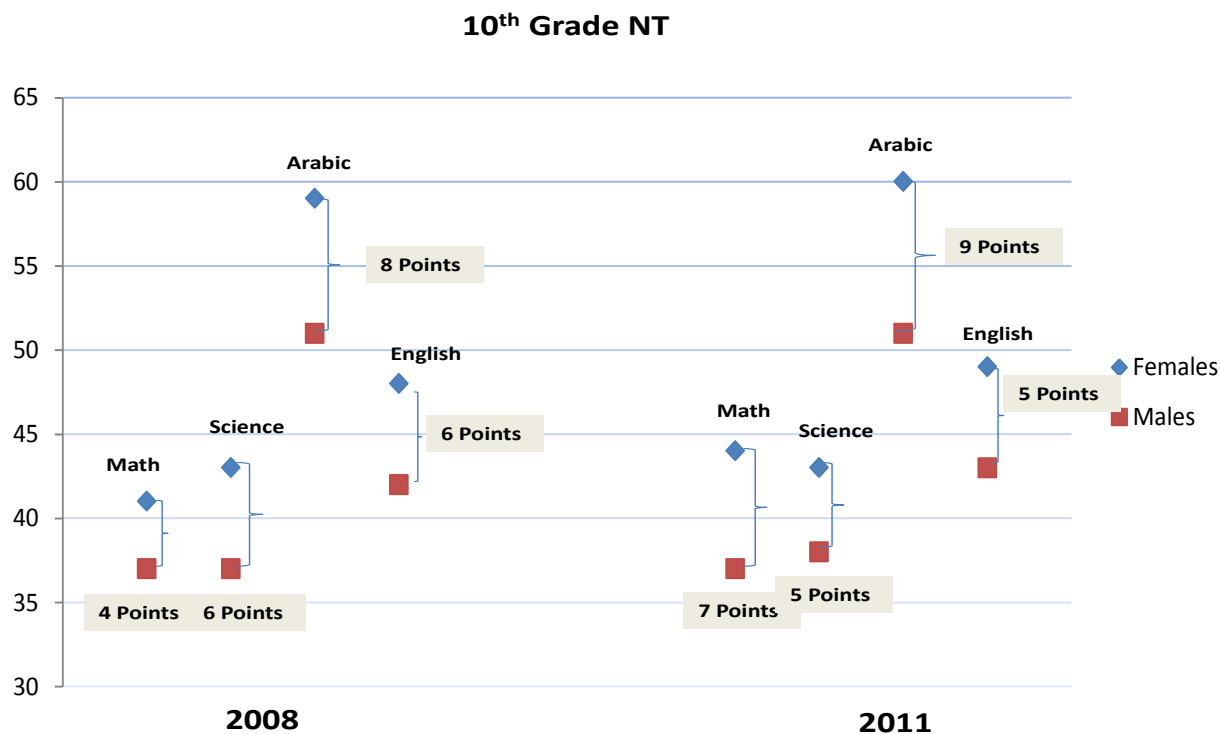 10th Grade NT
65
60
55
50
45
40
35
30
Arabic
8 Points
English
6 Points
Science
Math
4 Points
6 Points
Arabic
9 Points
English
5 Points
Math
Science
7 Points
5 Points
Females
Males
2008
2011